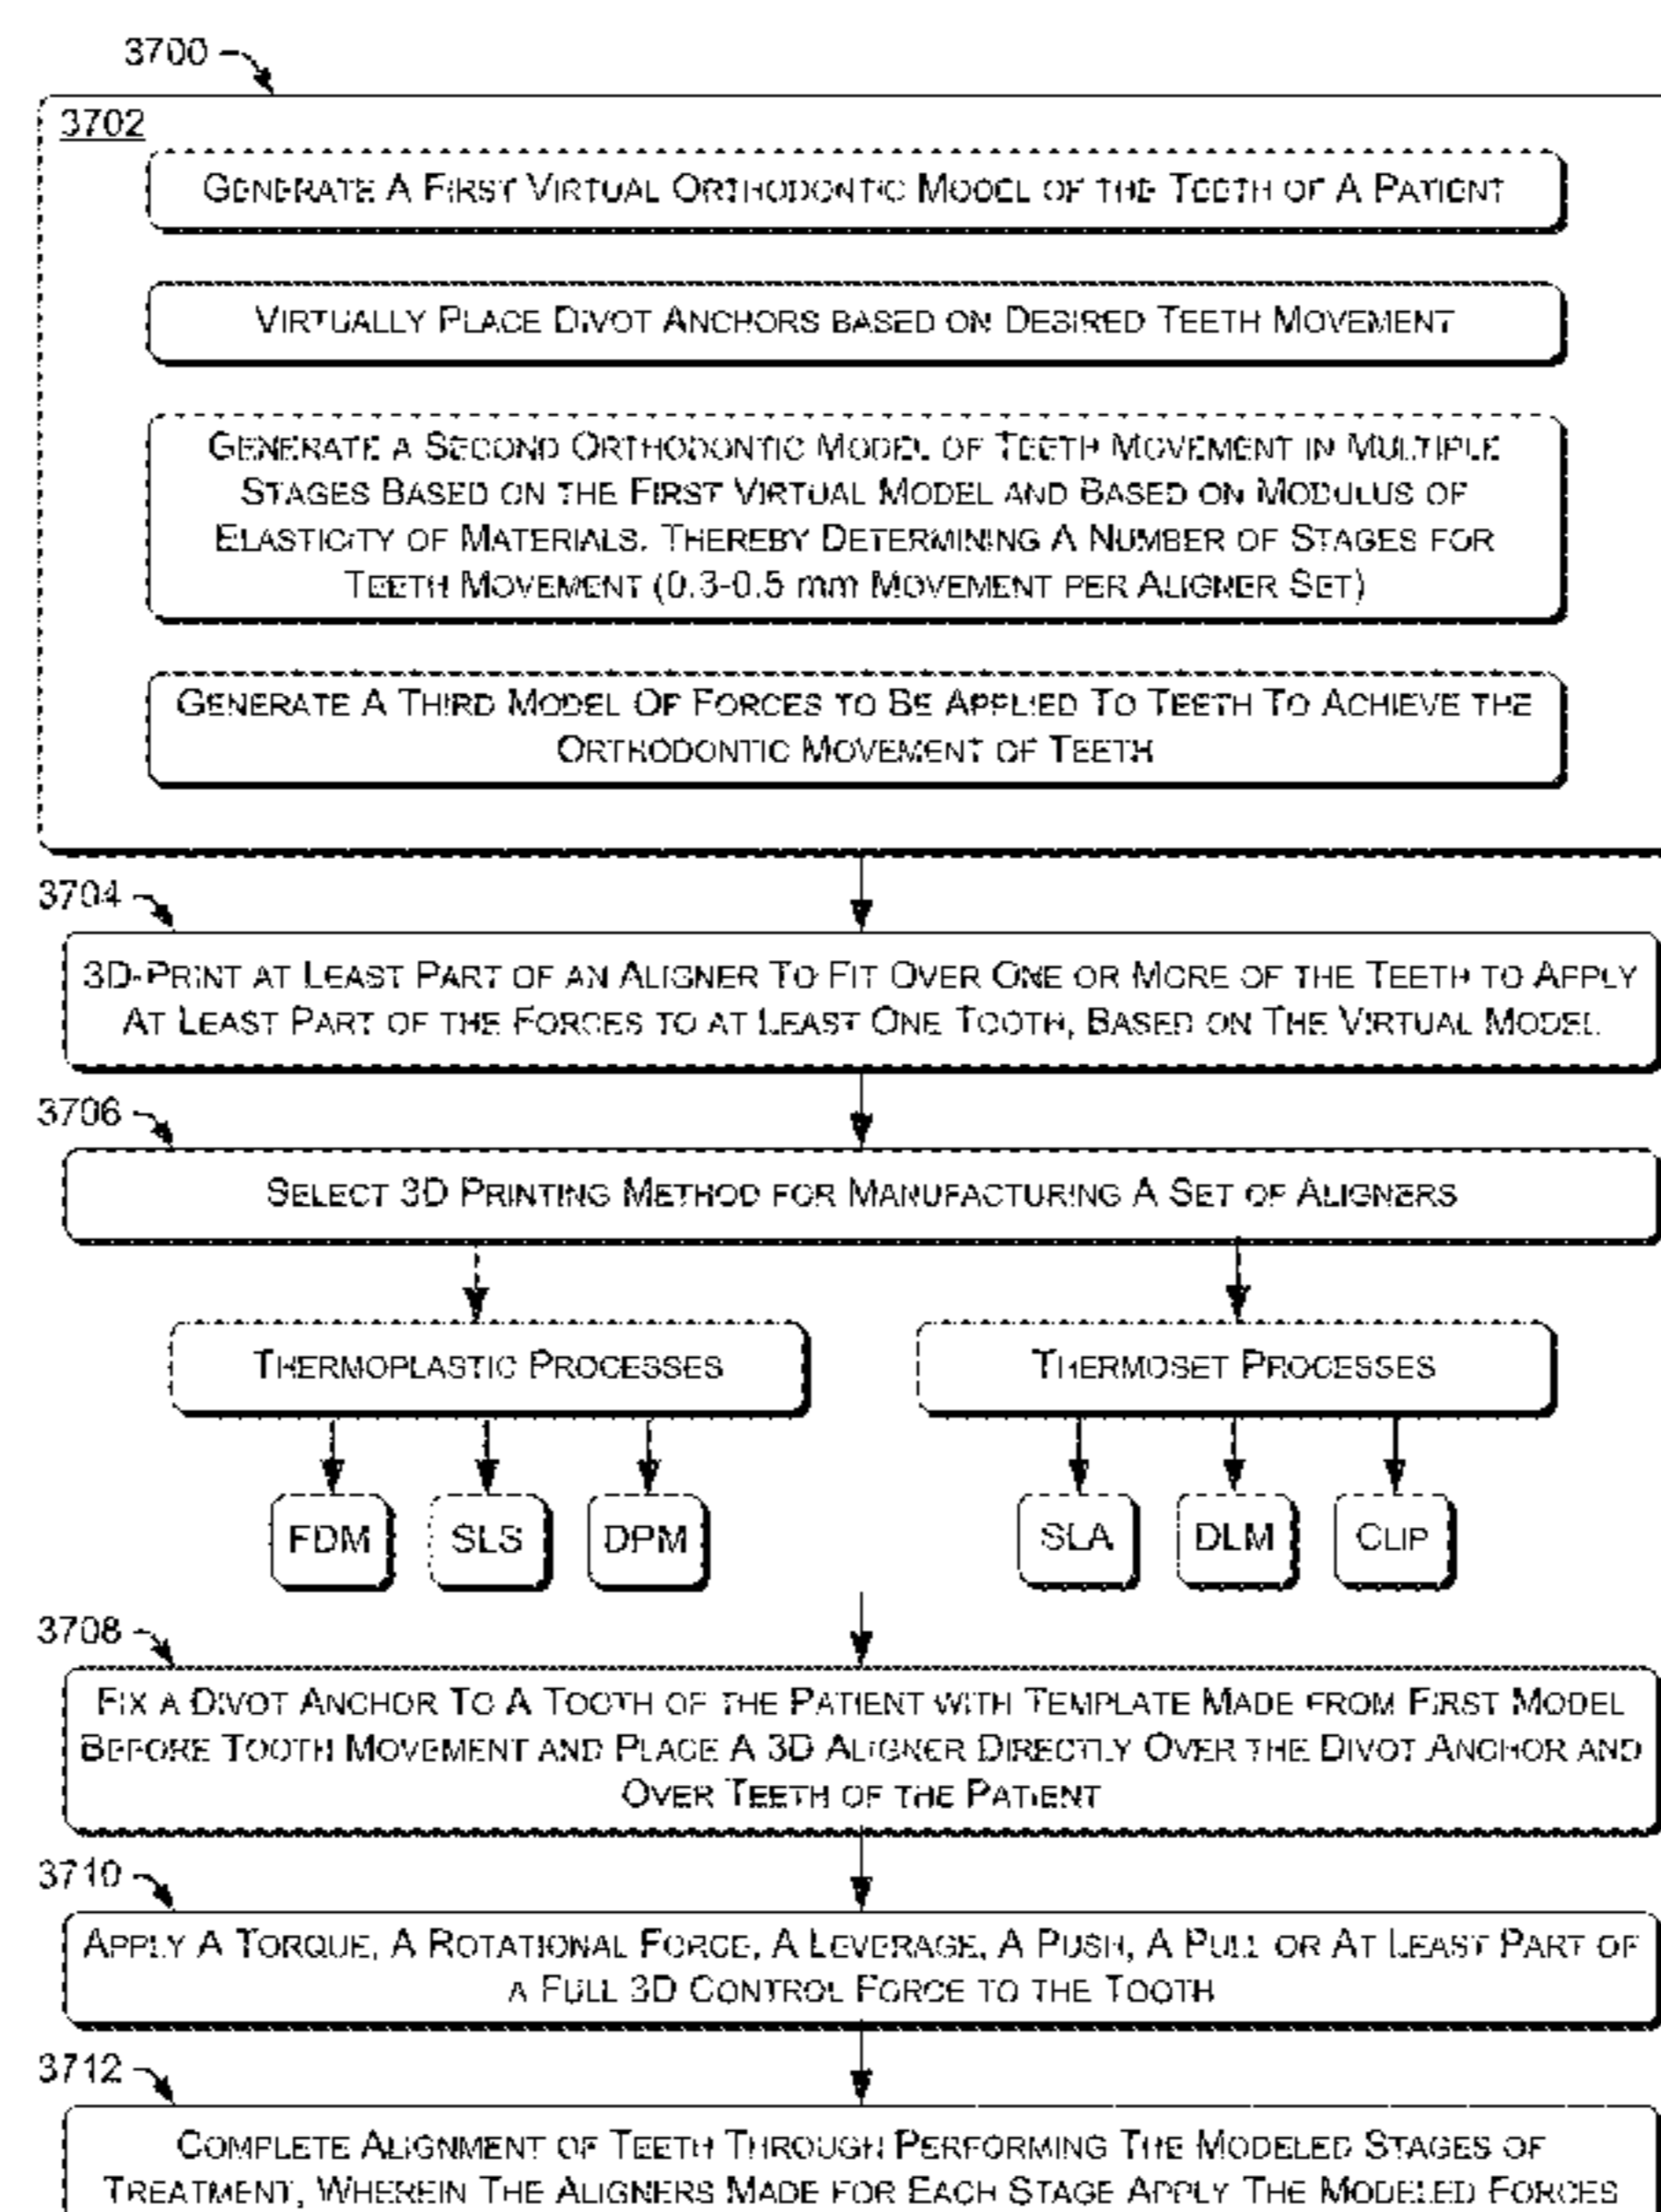 3700
3702
GENERATE A FIRST VIRTUAL ORTHODONTIC MODEL OF THE TEETH OF A PATIENT
VIRTUALLY PLACE DIVOT ANCHORS BASED ON DESIRED TEETH MOVEMENT
GENERATE A SECOND ORTHODONTIC MODEL OF TEETH MOVEMENT IN MULTIPLE
STAGES BASED ON THE FIRST VIRTUAL MODEL AND BASED ON MODULUS OF
ELASTICITY OF MATERIALS, THEREBY DETERMINING A NUMBER OF STAGES FOR
TEETH MOVEMENT (0.3-0.5 mm MOVEMENT PER ALIGNER SET)
GENERATE A THIRD MODEL OF FORCES TO BE APPLIED TO TEETH TO ACHIEVE THE
ORTHODONTIC MOVEMENT OF TEETH
3704
3D-PRINT AT LEAST PART OF AN ALIGNER TO FIT OVER ONE OR MORE OF THE TEETH TO APPLY
AT LEAST PART OF THE FORCES TO AT LEAST ONE TOOTH, BASED ON THE VIRTUAL MODEL
3706
SELECT 3D PRINTING METHOD FOR MANUFACTURING A SET OF ALIGNERS
THERMOPLASTIC PROCESSES THERMOSET PROCESSES
FDM SLS DPM SLA DLM CLIP
3708
FIX A DIVOT ANCHOR TO A TOOTH OF THE PATIENT WITH TEMPLATE MADE FROM FIRST MODEL
BEFORE TOOTH MOVEMENT AND PLACE A 3D ALIGNER DIRECTLY OVER THE DIVOT ANCHOR AND
OVER TEETH OF THE PATIENT
3710
APPLY A TORQUE, A ROTATIONAL FORCE, A LEVERAGE, A PUSH, A PULL OR AT LEAST PART OF
A FULL 3D CONTROL FORCE TO THE TOOTH
3712
COMPLETE ALIGNMENT OF TEETH THROUGH PERFORMING THE MODELED STAGES OF
TREATMENT, WHEREIN THE ALIGNERS MADE FOR EACH STAGE APPLY THE MODELED FORCES